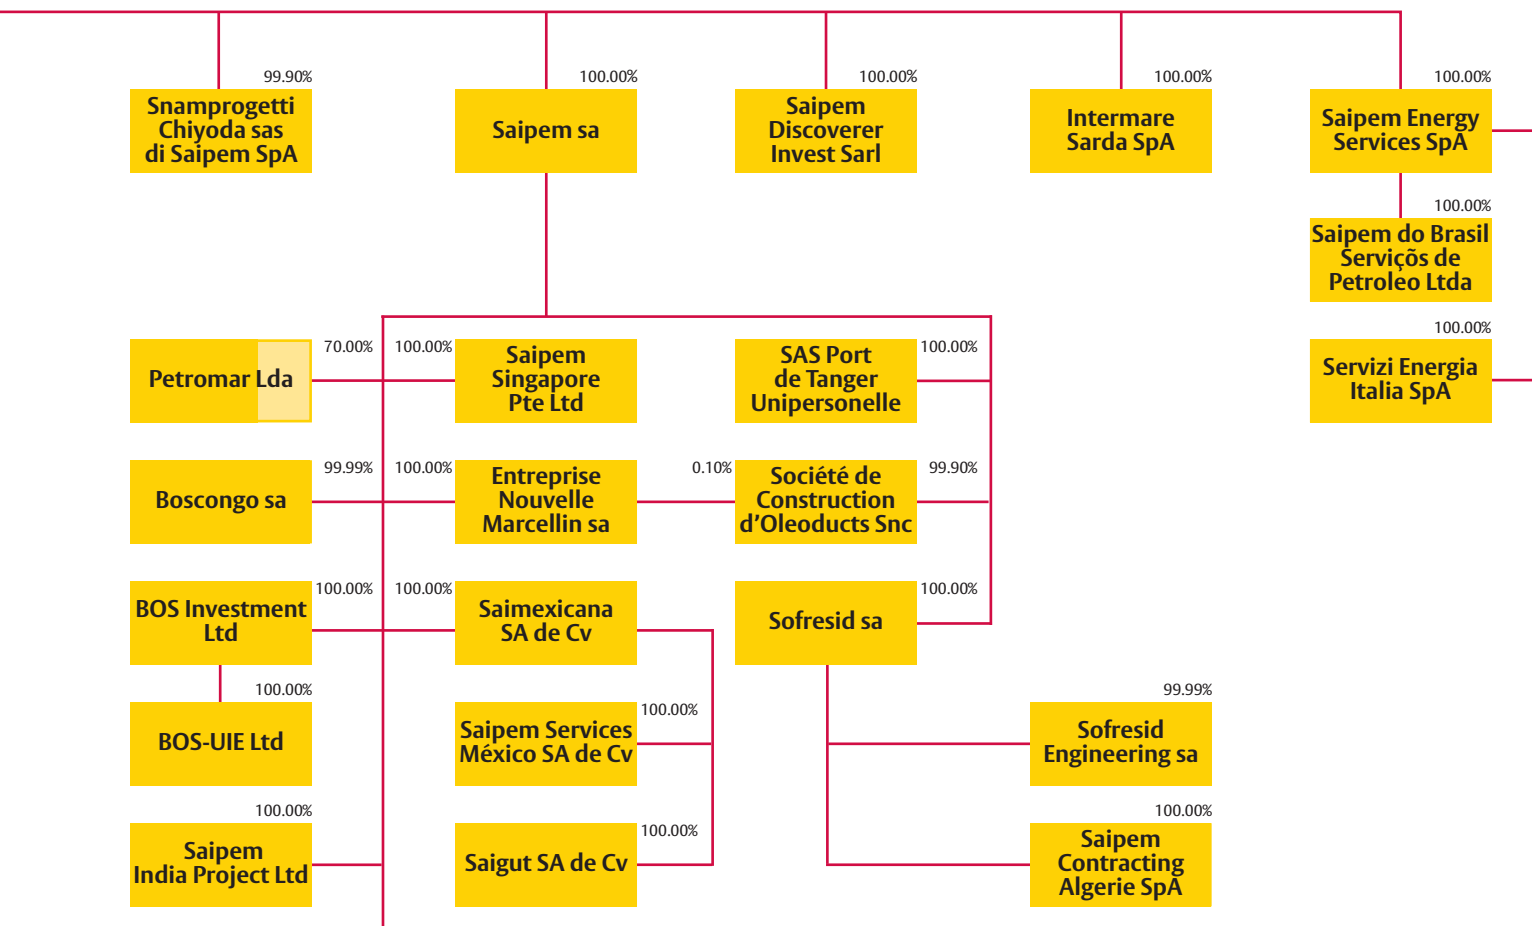 99.90%
Snamprogetti
Chiyoda sas
di Saipem SpA
100.00%
Saipem sa
100.00%
Saipem
Discoverer
Invest Sarl
100.00%
Intermare
Sarda SpA
100.00%
Saipem Energy
Services SpA
100.00%
Saipem do Brasil
Serviçõs de
Petroleo Ltda
100.00%
Servizi Energia
Italia SpA
70.00%
Petromar Lda
100.00%
Saipem
Singapore
Pte Ltd
100.00%
SAS Port
de Tanger
Unipersonelle
99.99%
Boscongo sa
100.00%
Entreprise
Nouvelle
Marcellin sa
0.10%
99.90%
Société de
Construction
d’Oleoducts Snc
100.00%
BOS Investment
Ltd
100.00%
Saimexicana
SA de Cv
100.00%
Sofresid sa
100.00%
BOS-UIE Ltd
100.00%
Saipem Services
México SA de Cv
99.99%
Sofresid
Engineering sa
100.00%
Saipem
India Project Ltd
100.00%
Saigut SA de Cv
100.00%
Saipem
Contracting
Algerie SpA